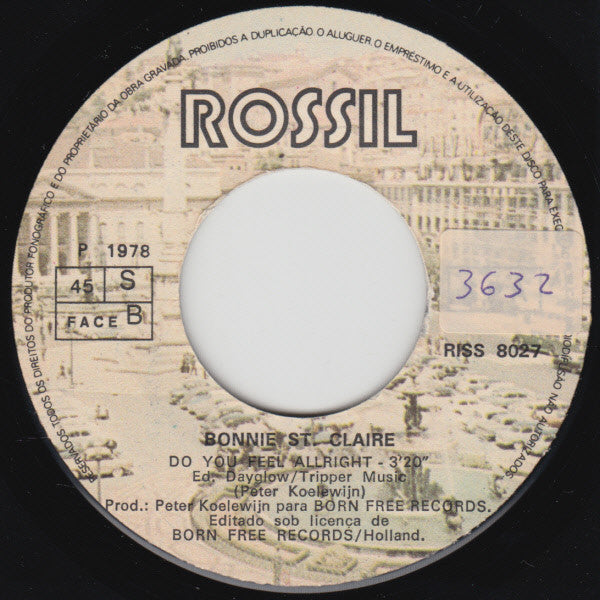 RESERVADOS TODOS OS DIREITOS DO PRODUTOR FONOGRÁFICO E DO PROPRIETÁRIO DA OBRA GRAVADA. PROIBIDOS A DUPLICAÇÃO O ALUGUER. O EMPRÉSTIMO E A UTILIZAÇÃO DESTE DISCO PARA EXEC ODIFUSÃO NÃO AUTORIZADOS
ROSSIL
P 1978
45 S
FACE B
3632
RISS 8027
BONNIE ST. CLAIRE
DO YOU FEEL ALLRIGHT - 3'20"
Ed. Dayglow/Tripper Music
(Peter Koelewijn)
Prod.: Peter Koelewijn para BORN FREE RECORDS.
Editado sob licença de
BORN FREE RECORDS/Holland.